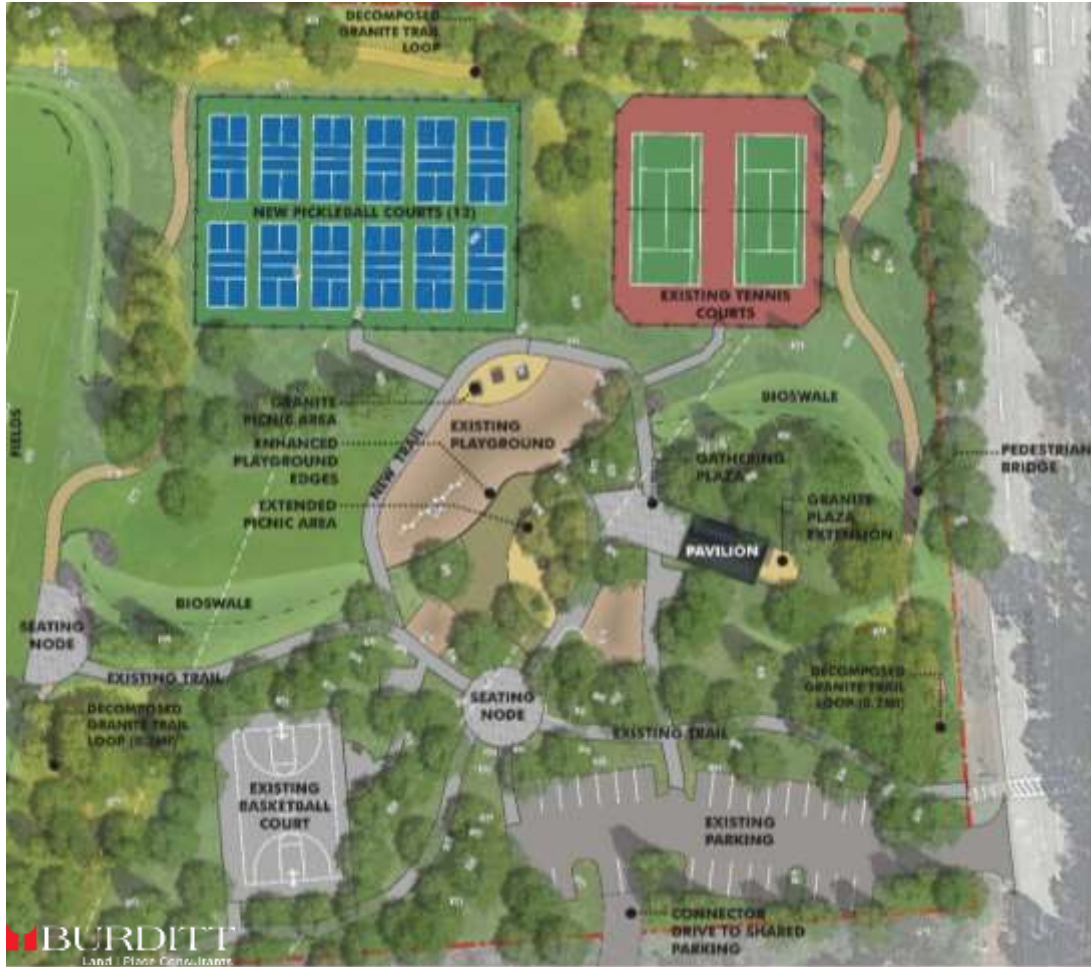 DECOMPOSED
GRANITE TRAIL
LOOP
NEW PICKLEBALL COURTS (12)
EXISTING TENNIS
COURTS
FIELDS
GRANITE
PICNIC AREA
ENHANCED
PLAYGROUND
EDGES
EXTENDED
PICNIC AREA
NEW TRAIL
EXISTING
PLAYGROUND
BIOSWALE
GATHERING
PLAZA
PEDESTRIAN
BRIDGE
GRANITE
PLAZA
EXTENSION
PAVILION
BIOSWALE
SEATING
NODE
EXISTING TRAIL
DECOMPOSED
GRANITE TRAIL
LOOP
SEATING
NODE
EXISTING TRAIL
DECOMPOSED
GRANITE TRAIL
LOOP
EXISTING
BASKETBALL
COURT
EXISTING
PARKING
CONNECTOR
DRIVE TO SHARED
PARKING
BURDITT
Land | Place Consultants